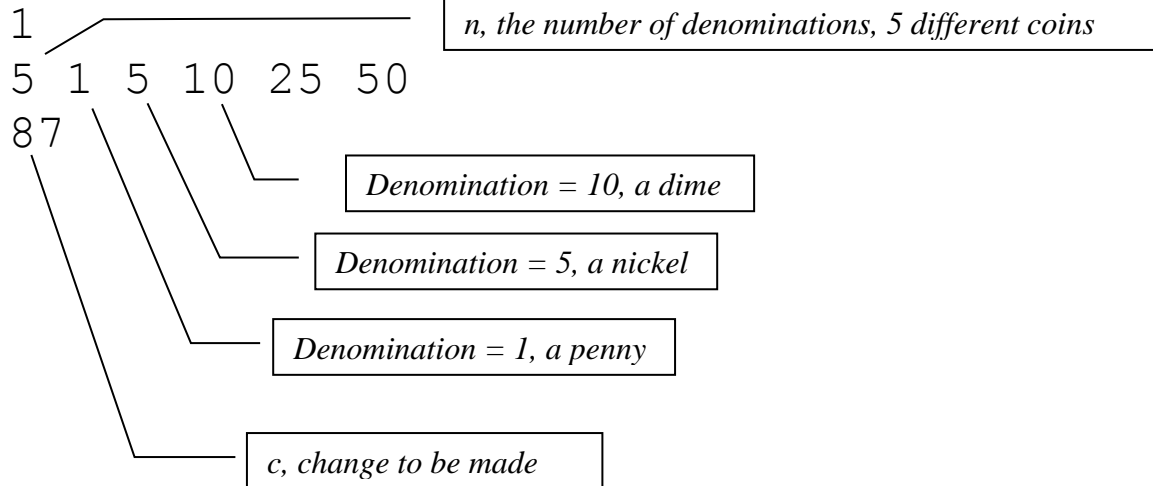 1
n, the number of denominations, 5 different coins
5 1 5 10 25 50
87
Denomination = 10, a dime
Denomination = 5, a nickel
Denomination = 1, a penny
c, change to be made